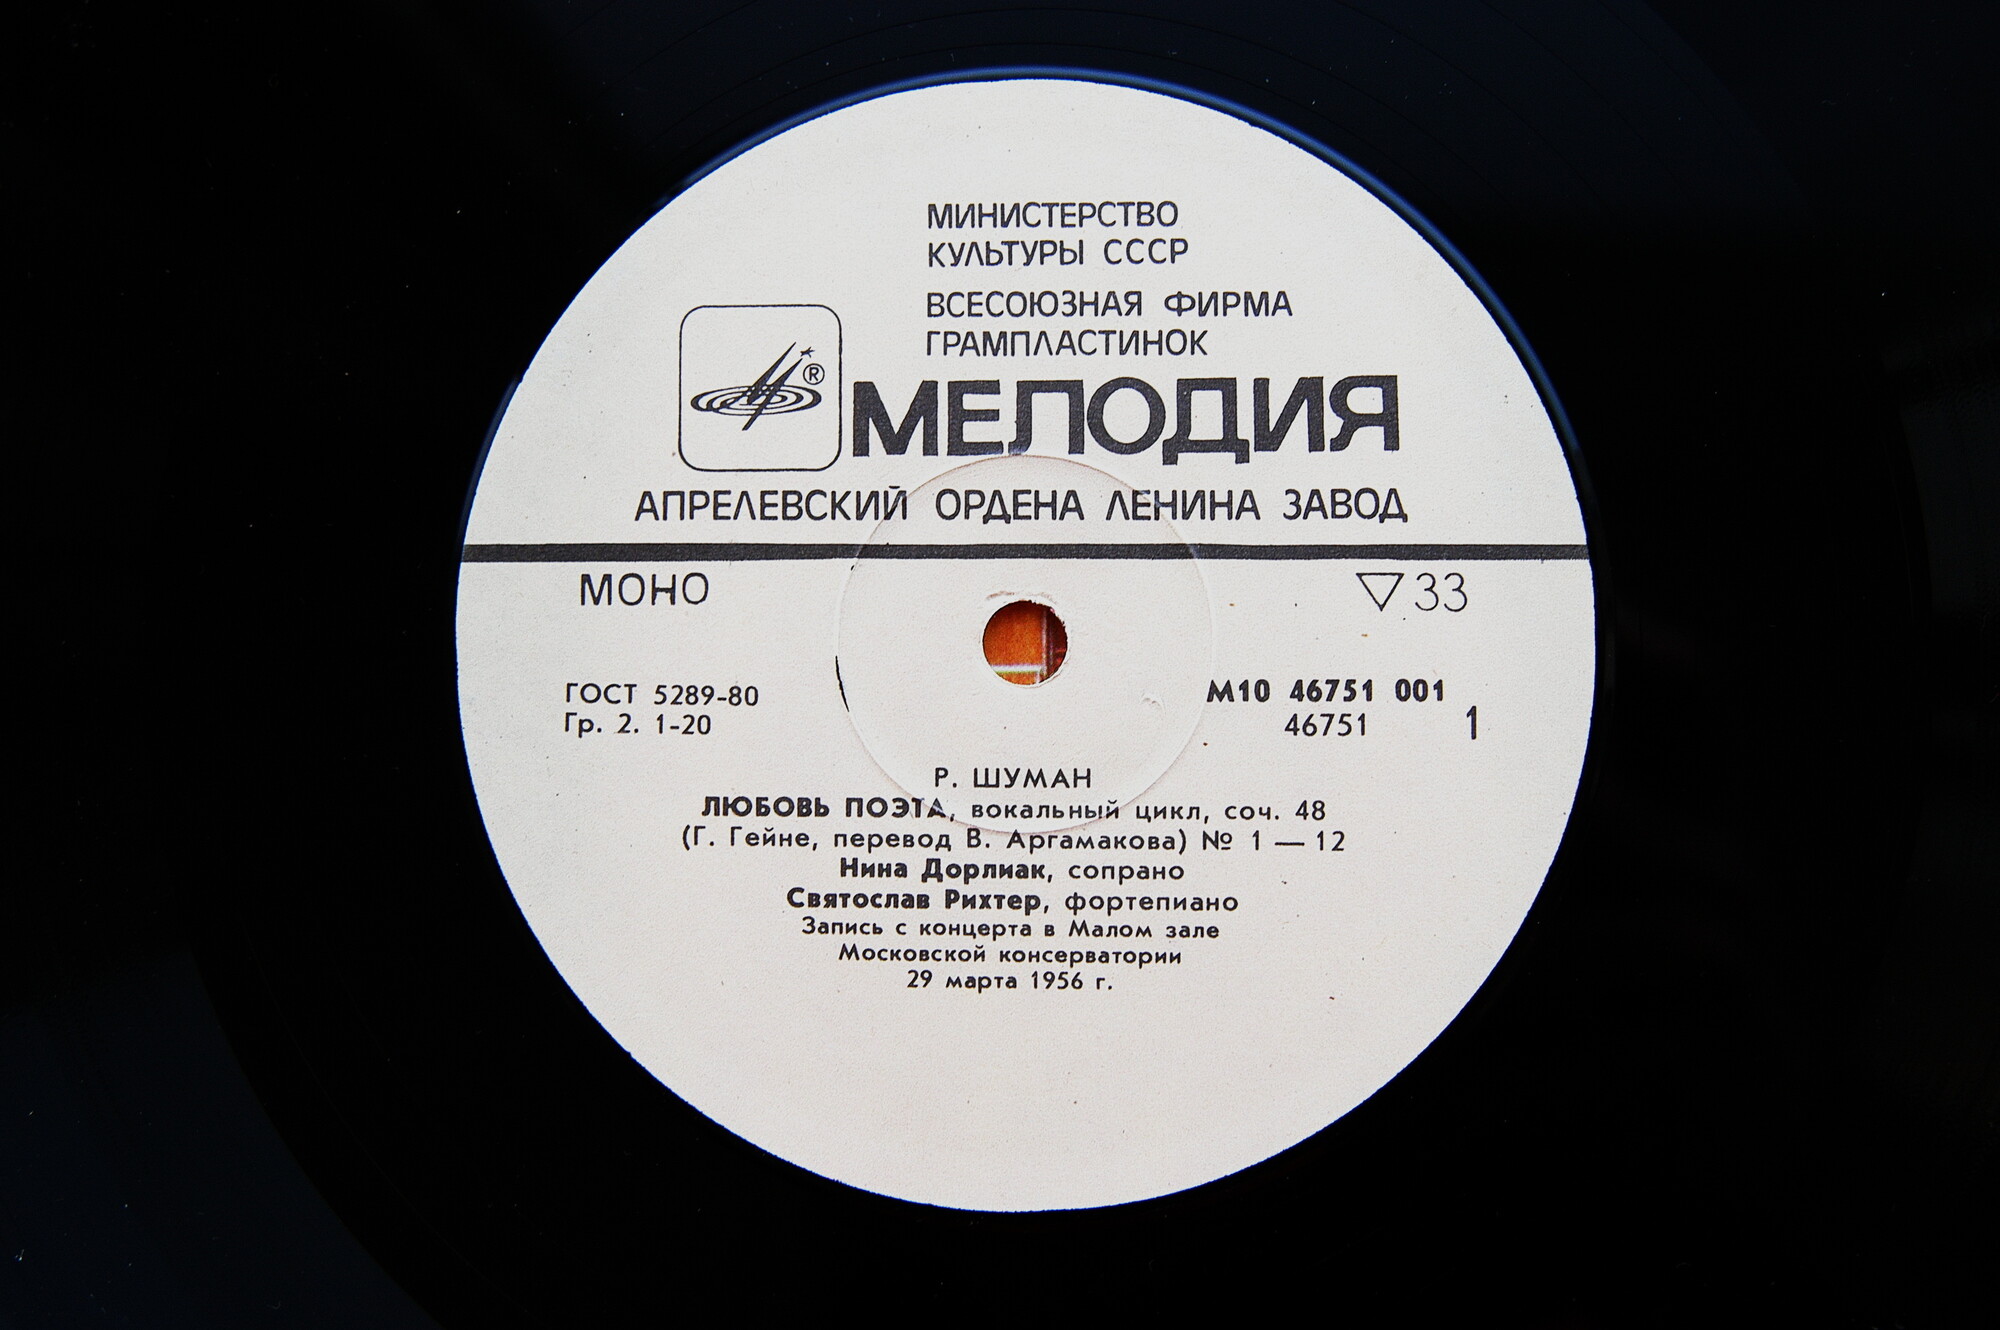 МИНИСТЕРСТВО
КУЛЬТУРЫ СССР
ВСЕСОЮЗНАЯ ФИРМА
ГРАМПЛАСТИНОК
®
МЕЛОДИЯ
АПРЕЛЕВСКИЙ ОРДЕНА ЛЕНИНА ЗАВОД
МОНО
▽33
ГОСТ 5289-80
Гр. 2. 1-20
М10 46751 001
46751
1
Р. ШУМАН
ЛЮБОВЬ ПОЭТА, вокальный цикл, соч. 48
(Г. Гейне, перевод В. Аргамакова) № 1 — 12
Нина Дорлиак, сопрано
Святослав Рихтер, фортепиано
Запись с концерта в Малом зале
Московской консерватории
29 марта 1956 г.